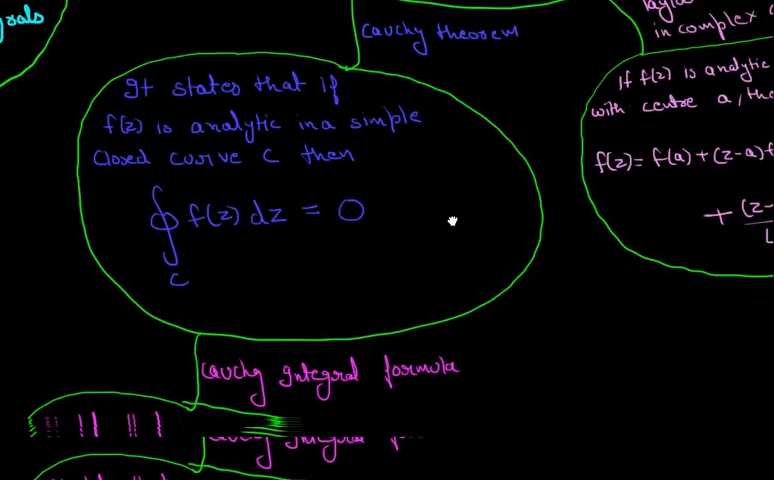 Cauchy theorem
It states that if
f(z) is analytic in a simple
closed curve C then
∮ f(z) dz = 0
C
in complex
If f(z) is analytic
with centre a, the
f(z) = f(a) + (z-a) f
+ (z-
Cauchy Integral formula